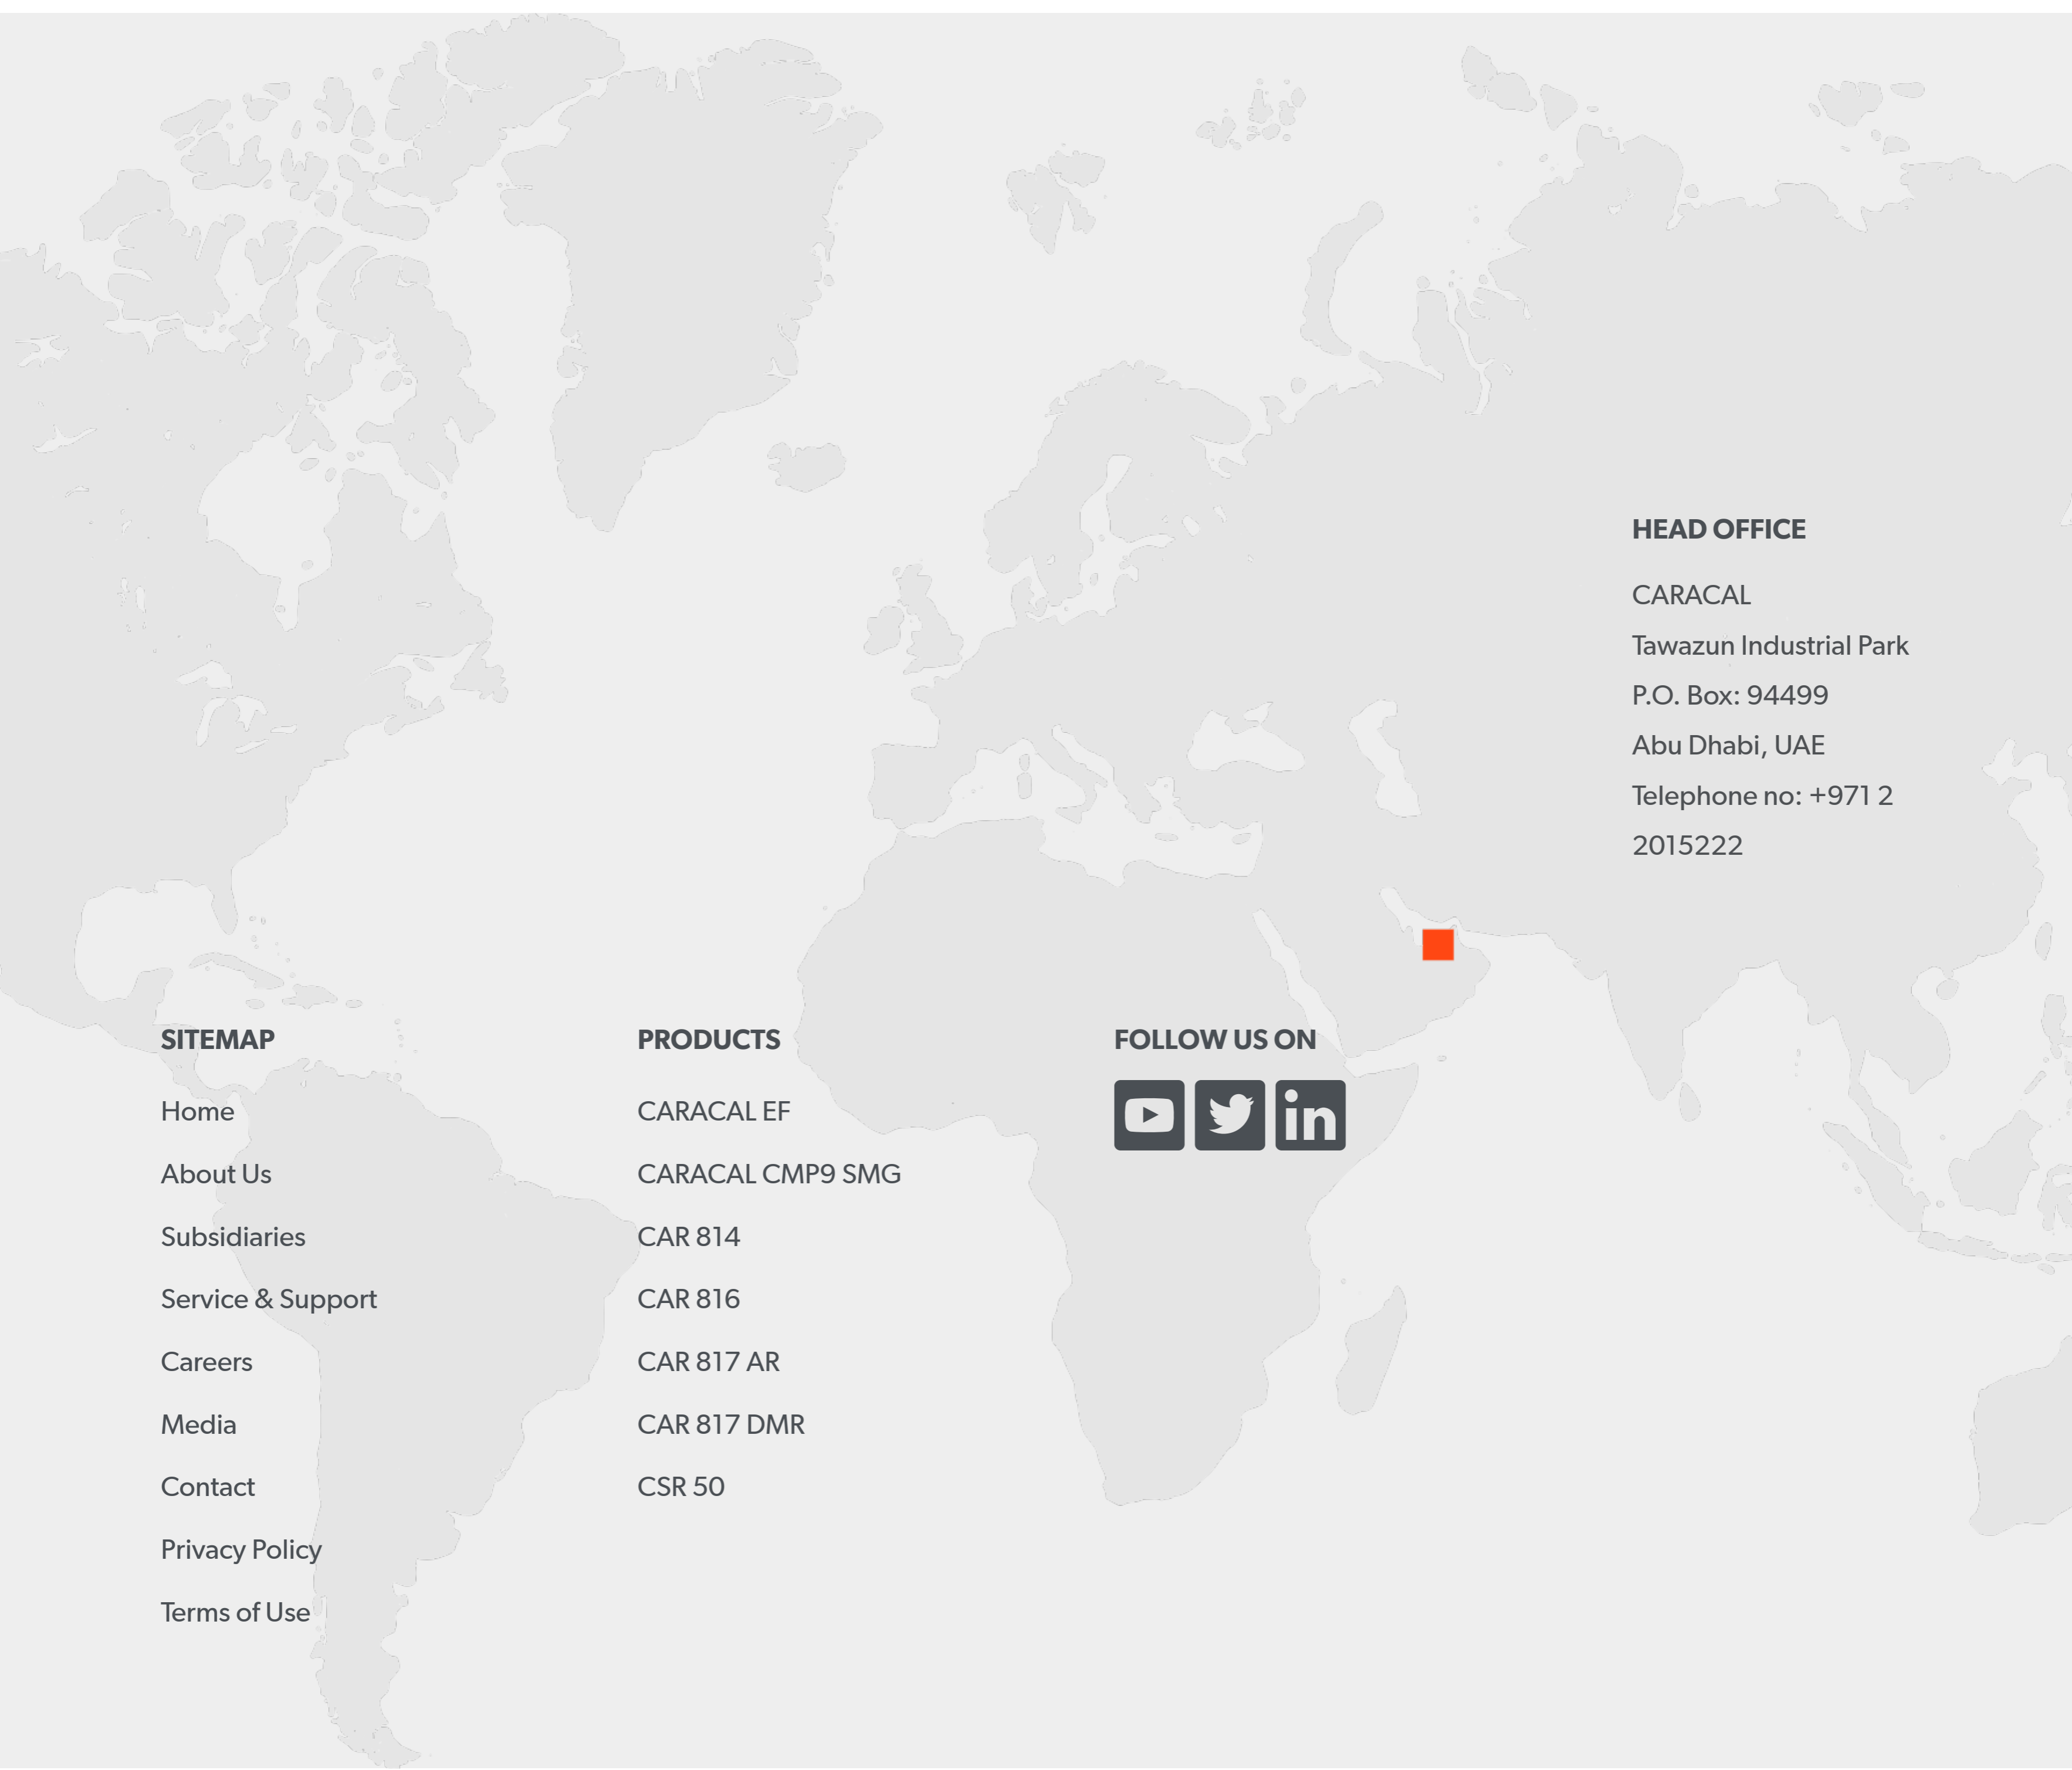 HEAD OFFICE
CARACAL
Tawazun Industrial Park
P.O. Box: 94499
Abu Dhabi, UAE
Telephone no: +971 2
2015222
SITEMAP
Home
About Us
Subsidiaries
Service & Support
Careers
Media
Contact
Privacy Policy
Terms of Use
PRODUCTS
CARACAL EF
CARACAL CMP9 SMG
CAR 814
CAR 816
CAR 817 AR
CAR 817 DMR
CSR 50
FOLLOW US ON
in